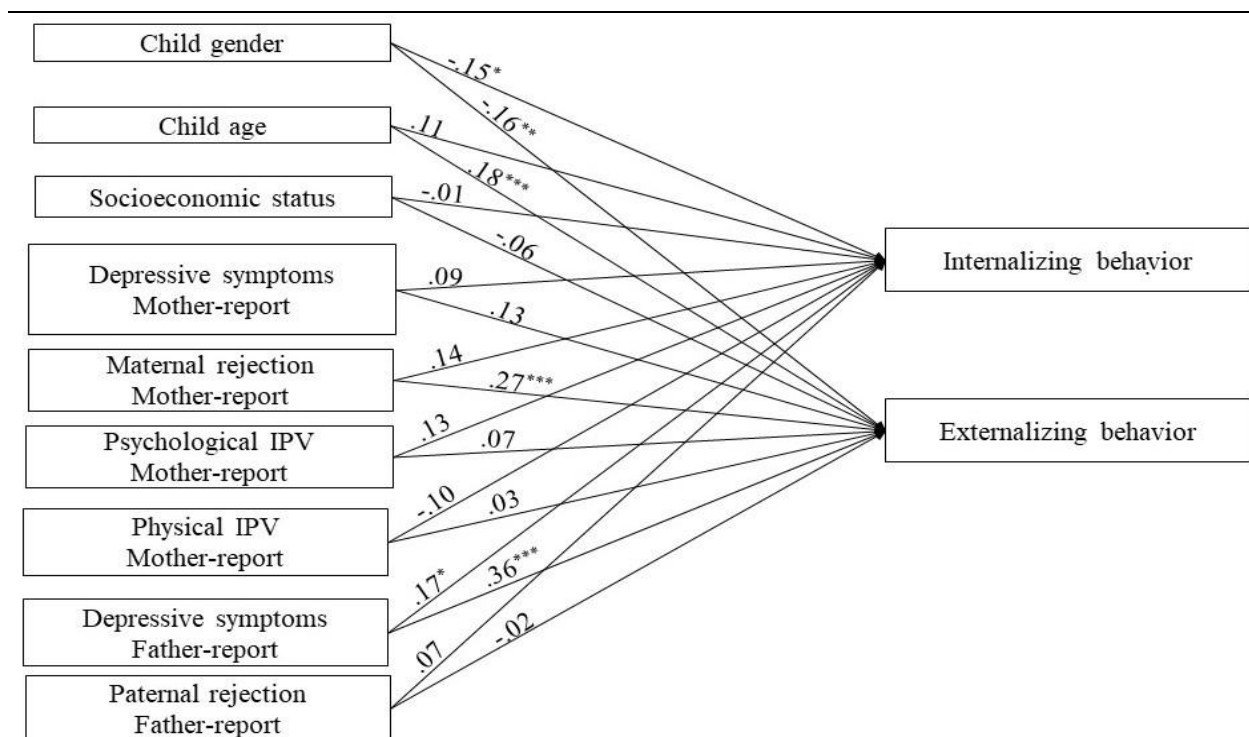 Child gender
-.15*
-.16**
Child age
.11
.18***
Socioeconomic status
-.01
-.06
Internalizing behavior
Depressive symptoms
Mother-report
.09
.13
Maternal rejection
Mother-report
.14
.27***
Externalizing behavior
Psychological IPV
Mother-report
.13
.07
Physical IPV
Mother-report
-.10
.03
Depressive symptoms
Father-report
.17*
.36***
Paternal rejection
Father-report
.07
-.02